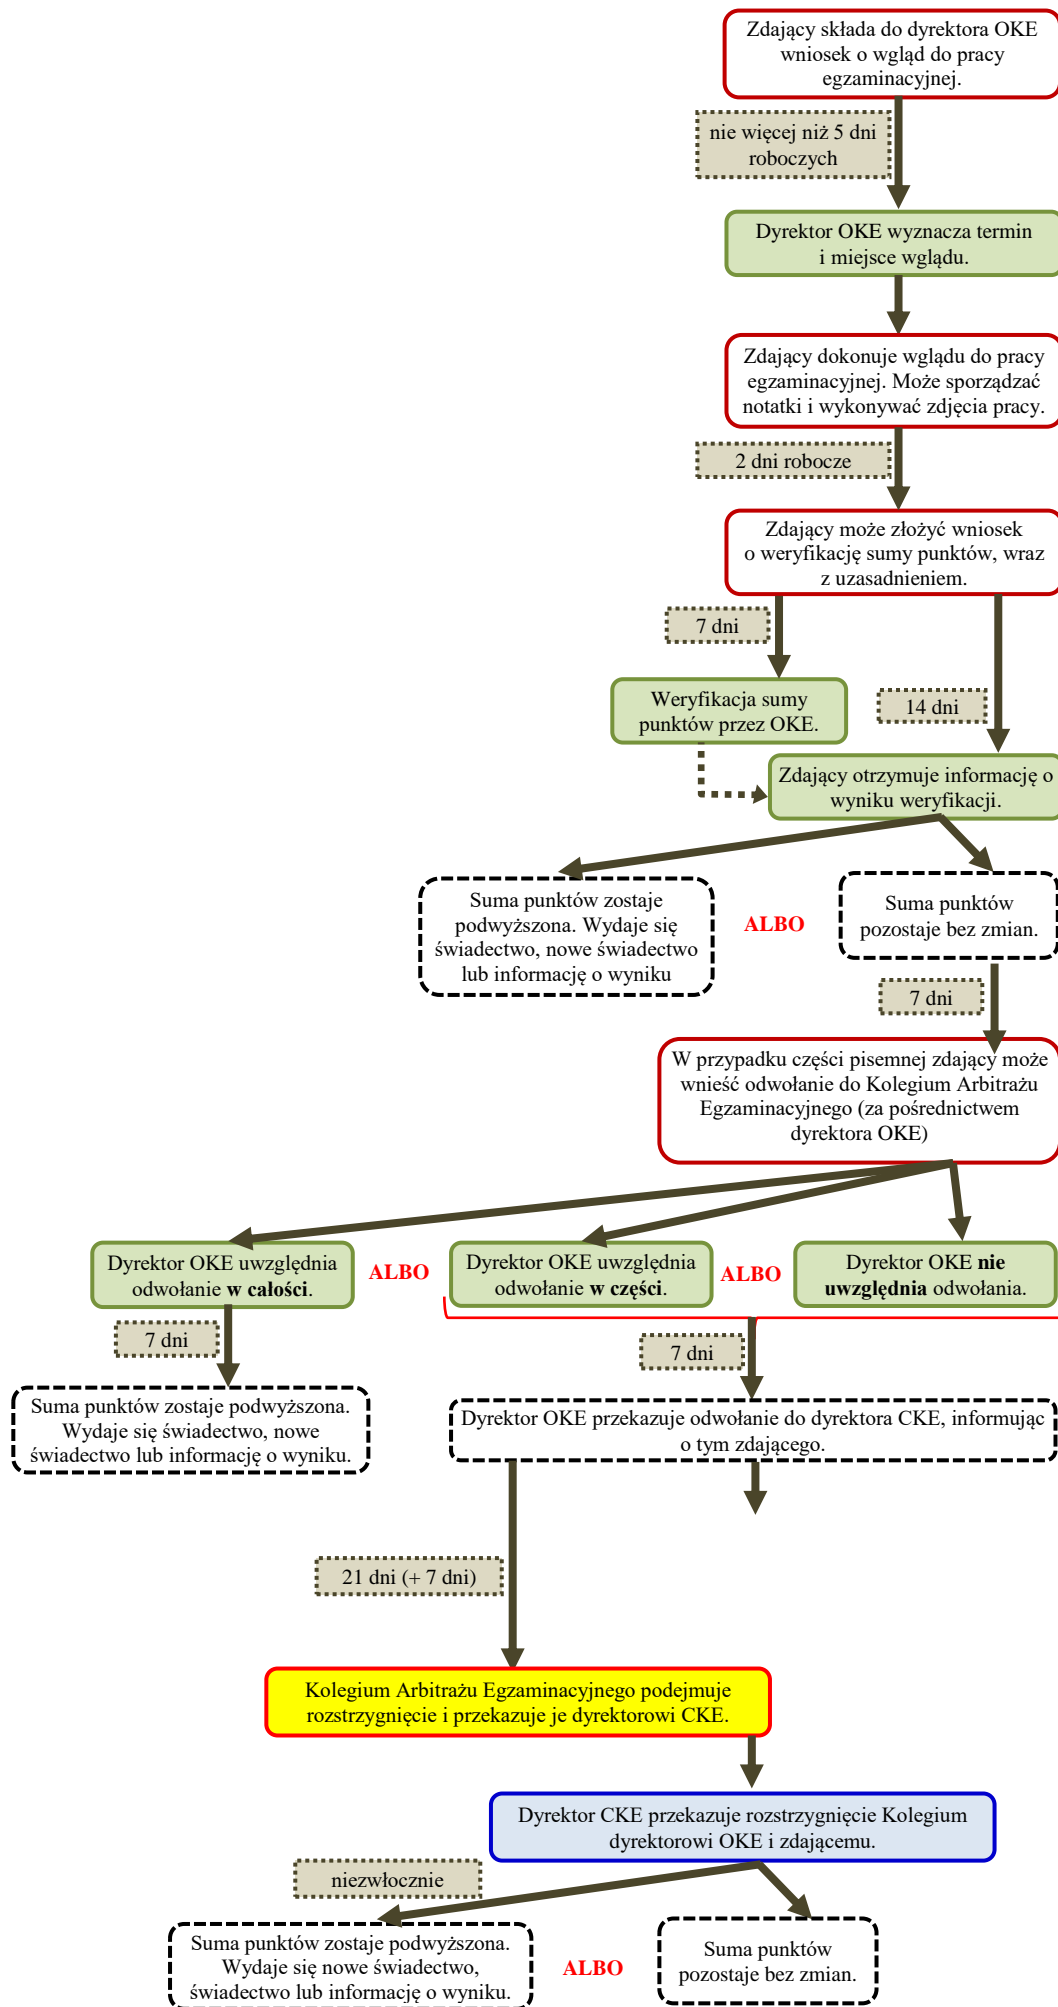 Zdający składa do dyrektora OKE
wniosek o wgląd do pracy
egzaminacyjnej.
nie więcej niż 5 dni
roboczych
Dyrektor OKE wyznacza termin
i miejsce wglądu.
Zdający dokonuje wglądu do pracy
egzaminacyjnej. Może sporządzać
notatki i wykonywać zdjęcia pracy.
2 dni robocze
Zdający może złożyć wniosek
o weryfikację sumy punktów, wraz
z uzasadnieniem.
7 dni
Weryfikacja sumy
punktów przez OKE.
14 dni
Zdający otrzymuje informację o
wyniku weryfikacji.
Suma punktów zostaje
podwyższona. Wydaje się
świadectwo, nowe świadectwo
lub informację o wyniku
ALBO
Suma punktów
pozostaje bez zmian.
7 dni
W przypadku części pisemnej zdający może
wnieść odwołanie do Kolegium Arbitrażu
Egzaminacyjnego (za pośrednictwem
dyrektora OKE)
Dyrektor OKE uwzględnia
odwołanie w całości.
ALBO
Dyrektor OKE uwzględnia
odwołanie w części.
ALBO
Dyrektor OKE nie
uwzględnia odwołania.
7 dni
7 dni
Suma punktów zostaje podwyższona.
Wydaje się świadectwo, nowe
świadectwo lub informację o wyniku.
Dyrektor OKE przekazuje odwołanie do dyrektora CKE, informując
o tym zdającego.
21 dni (+ 7 dni)
Kolegium Arbitrażu Egzaminacyjnego podejmuje
rozstrzygnięcie i przekazuje je dyrektorowi CKE.
Dyrektor CKE przekazuje rozstrzygnięcie Kolegium
dyrektorowi OKE i zdającemu.
niezwłocznie
Suma punktów zostaje podwyższona.
Wydaje się nowe świadectwo,
świadectwo lub informację o wyniku.
ALBO
Suma punktów
pozostaje bez zmian.